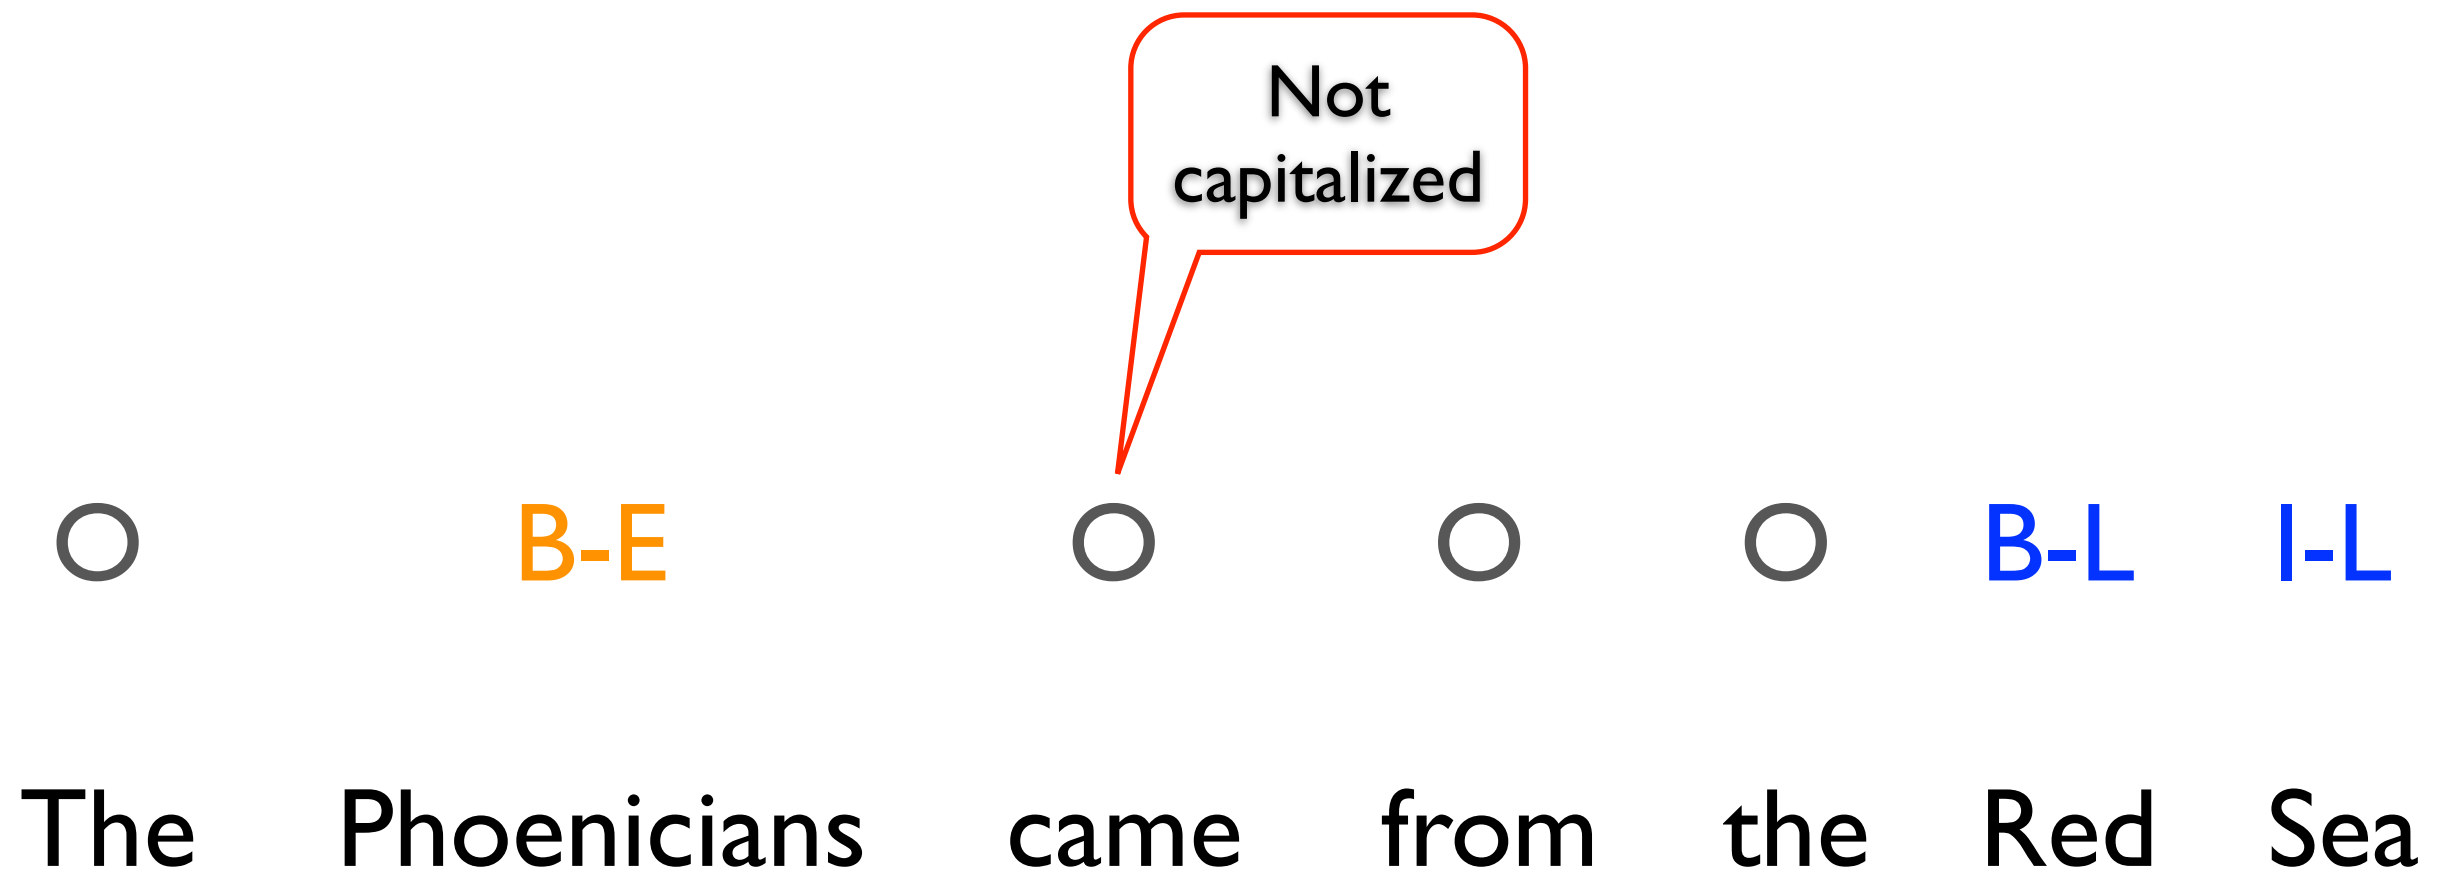 Not
capitalized
O B-E O O O B-L I-L
The Phoenicians came from the Red Sea